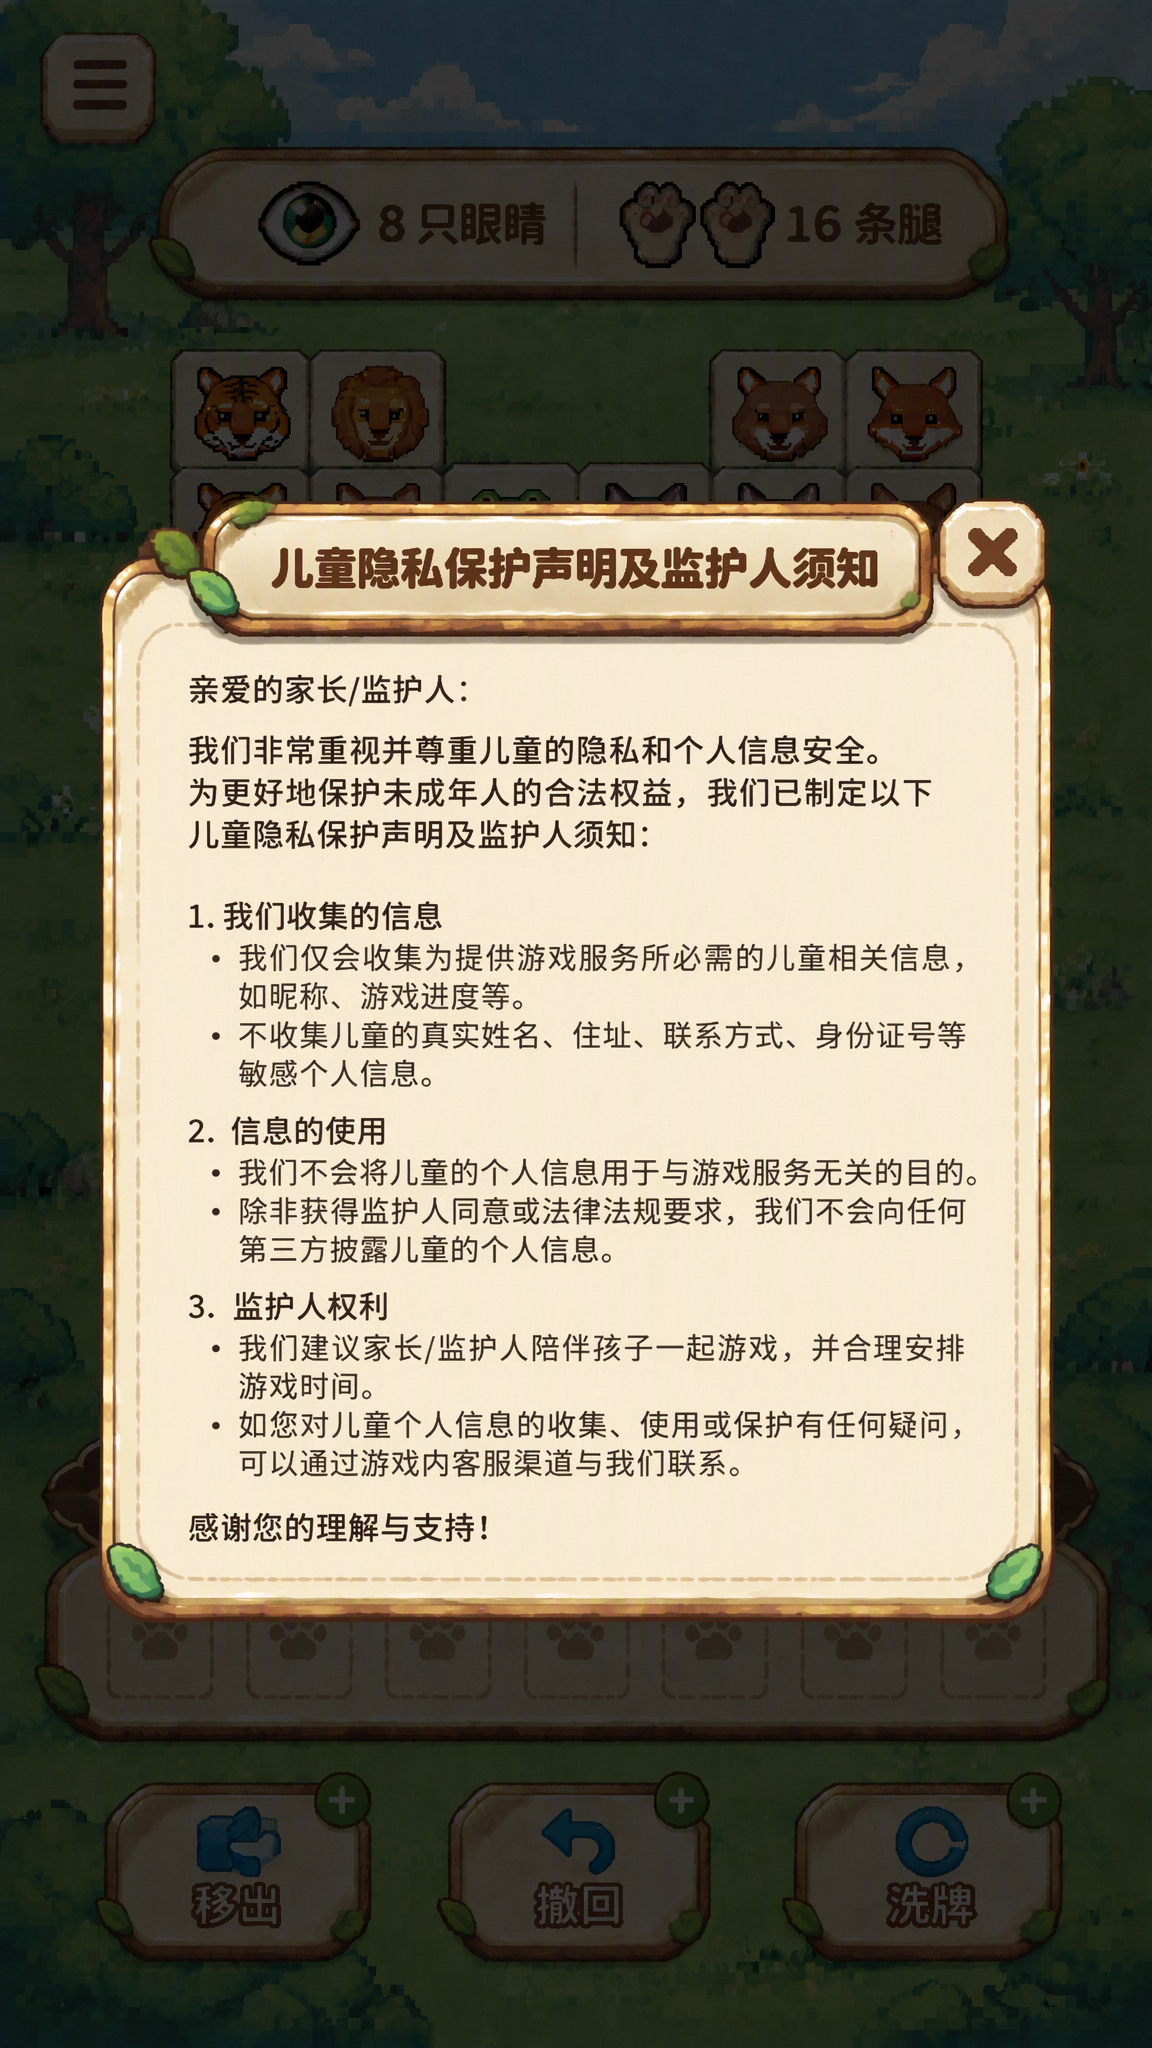 8 只眼睛
16 条腿
儿童隐私保护声明及监护人须知
亲爱的家长/监护人：
我们非常重视并尊重儿童的隐私和个人信息安全。
为更好地保护未成年人的合法权益，我们已制定以下
儿童隐私保护声明及监护人须知：
1. 我们收集的信息
• 我们仅会收集为提供游戏服务所必需的儿童相关信息，
如昵称、游戏进度等。
• 不收集儿童的真实姓名、住址、联系方式、身份证号等
敏感个人信息。
2. 信息的使用
• 我们不会将儿童的个人信息用于与游戏服务无关的目的。
• 除非获得监护人同意或法律法规要求，我们不会向任何
第三方披露儿童的个人信息。
3. 监护人权利
• 我们建议家长/监护人陪伴孩子一起游戏，并合理安排
游戏时间。
• 如您对儿童个人信息的收集、使用或保护有任何疑问，
可以通过游戏内客服渠道与我们联系。
感谢您的理解与支持！
移出
撤回
洗牌